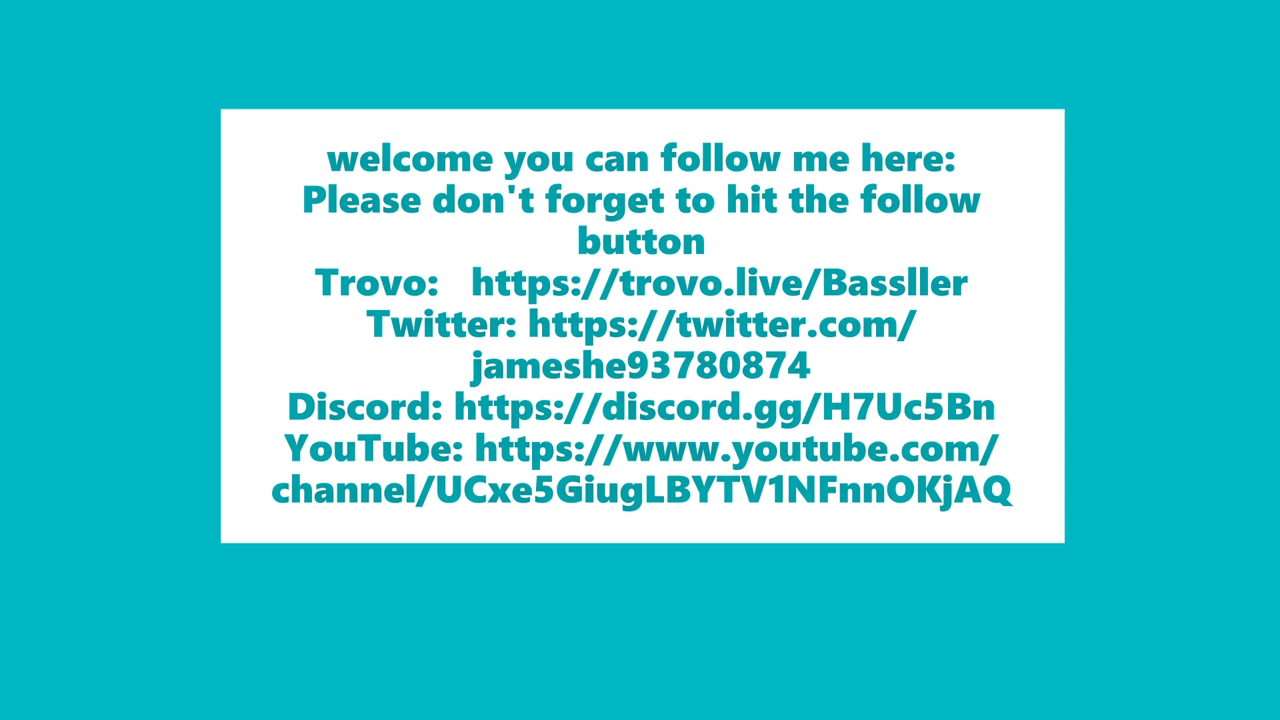 welcome you can follow me here:
Please don't forget to hit the follow
button
Trovo:   https://trovo.live/Bassller
Twitter: https://twitter.com/
jameshe93780874
Discord: https://discord.gg/H7Uc5Bn
YouTube: https://www.youtube.com/
channel/UCxe5GiugLBYTV1NFnnOKjAQ